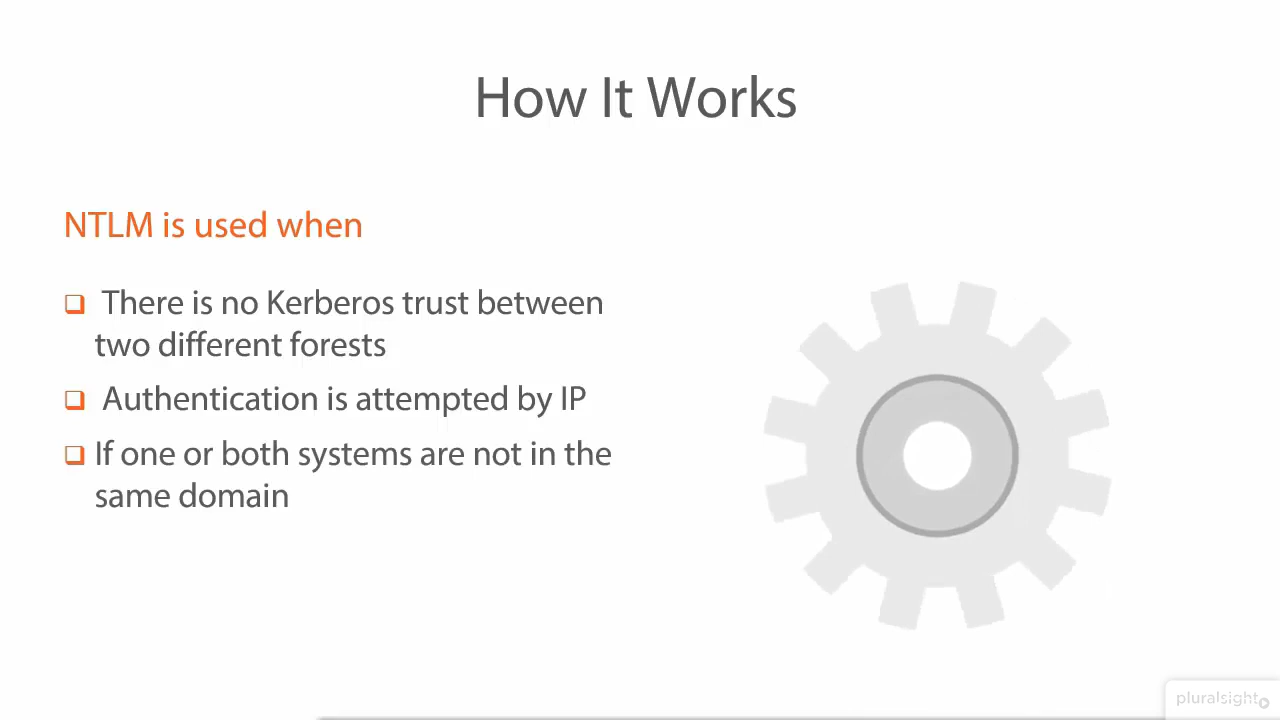 How It Works
NTLM is used when
There is no Kerberos trust between
two different forests
Authentication is attempted by IP
If one or both systems are not in the
same domain
pluralsight